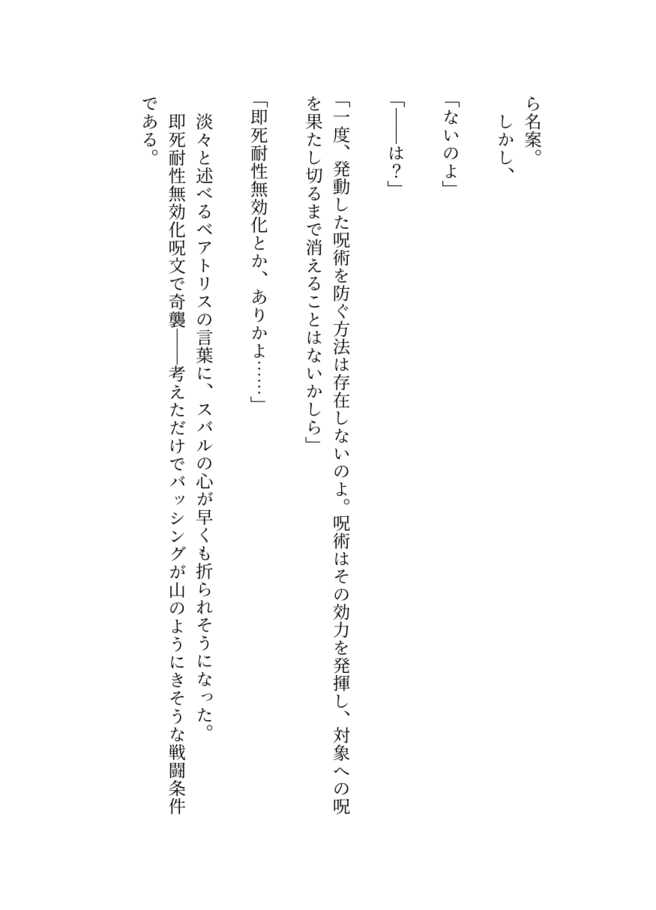 ら名案。
　しかし、
「ないのよ」
「――は？」
「一度、発動した呪術を防ぐ方法は存在しないのよ。呪術はその効力を発揮し、対象への呪
を果たし切るまで消えることはないかしら」
「即死耐性無効化とか、ありかよ……」
　淡々と述べるベアトリスの言葉に、スバルの心が早くも折られそうになった。
　即死耐性無効化呪文で奇襲――考えただけでバッシングが山のようにきそうな戦闘条件
である。